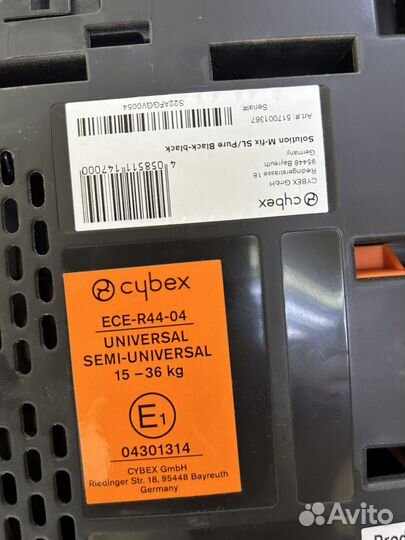 cybex
CYBEX GmbH
Riedingerstrasse 18
95448 Bayreuth
Germany
Solution M-fix SL/Pure Black-black
Art.#: 517001367
Serial#:
S22AFGGV0054
4 058511 147000
cybex
ECE-R44-04
UNIVERSAL
SEMI-UNIVERSAL
15 – 36 kg
E1
04301314
CYBEX GmbH
Riedinger Str. 18, 95448 Bayreuth
Germany
Avito